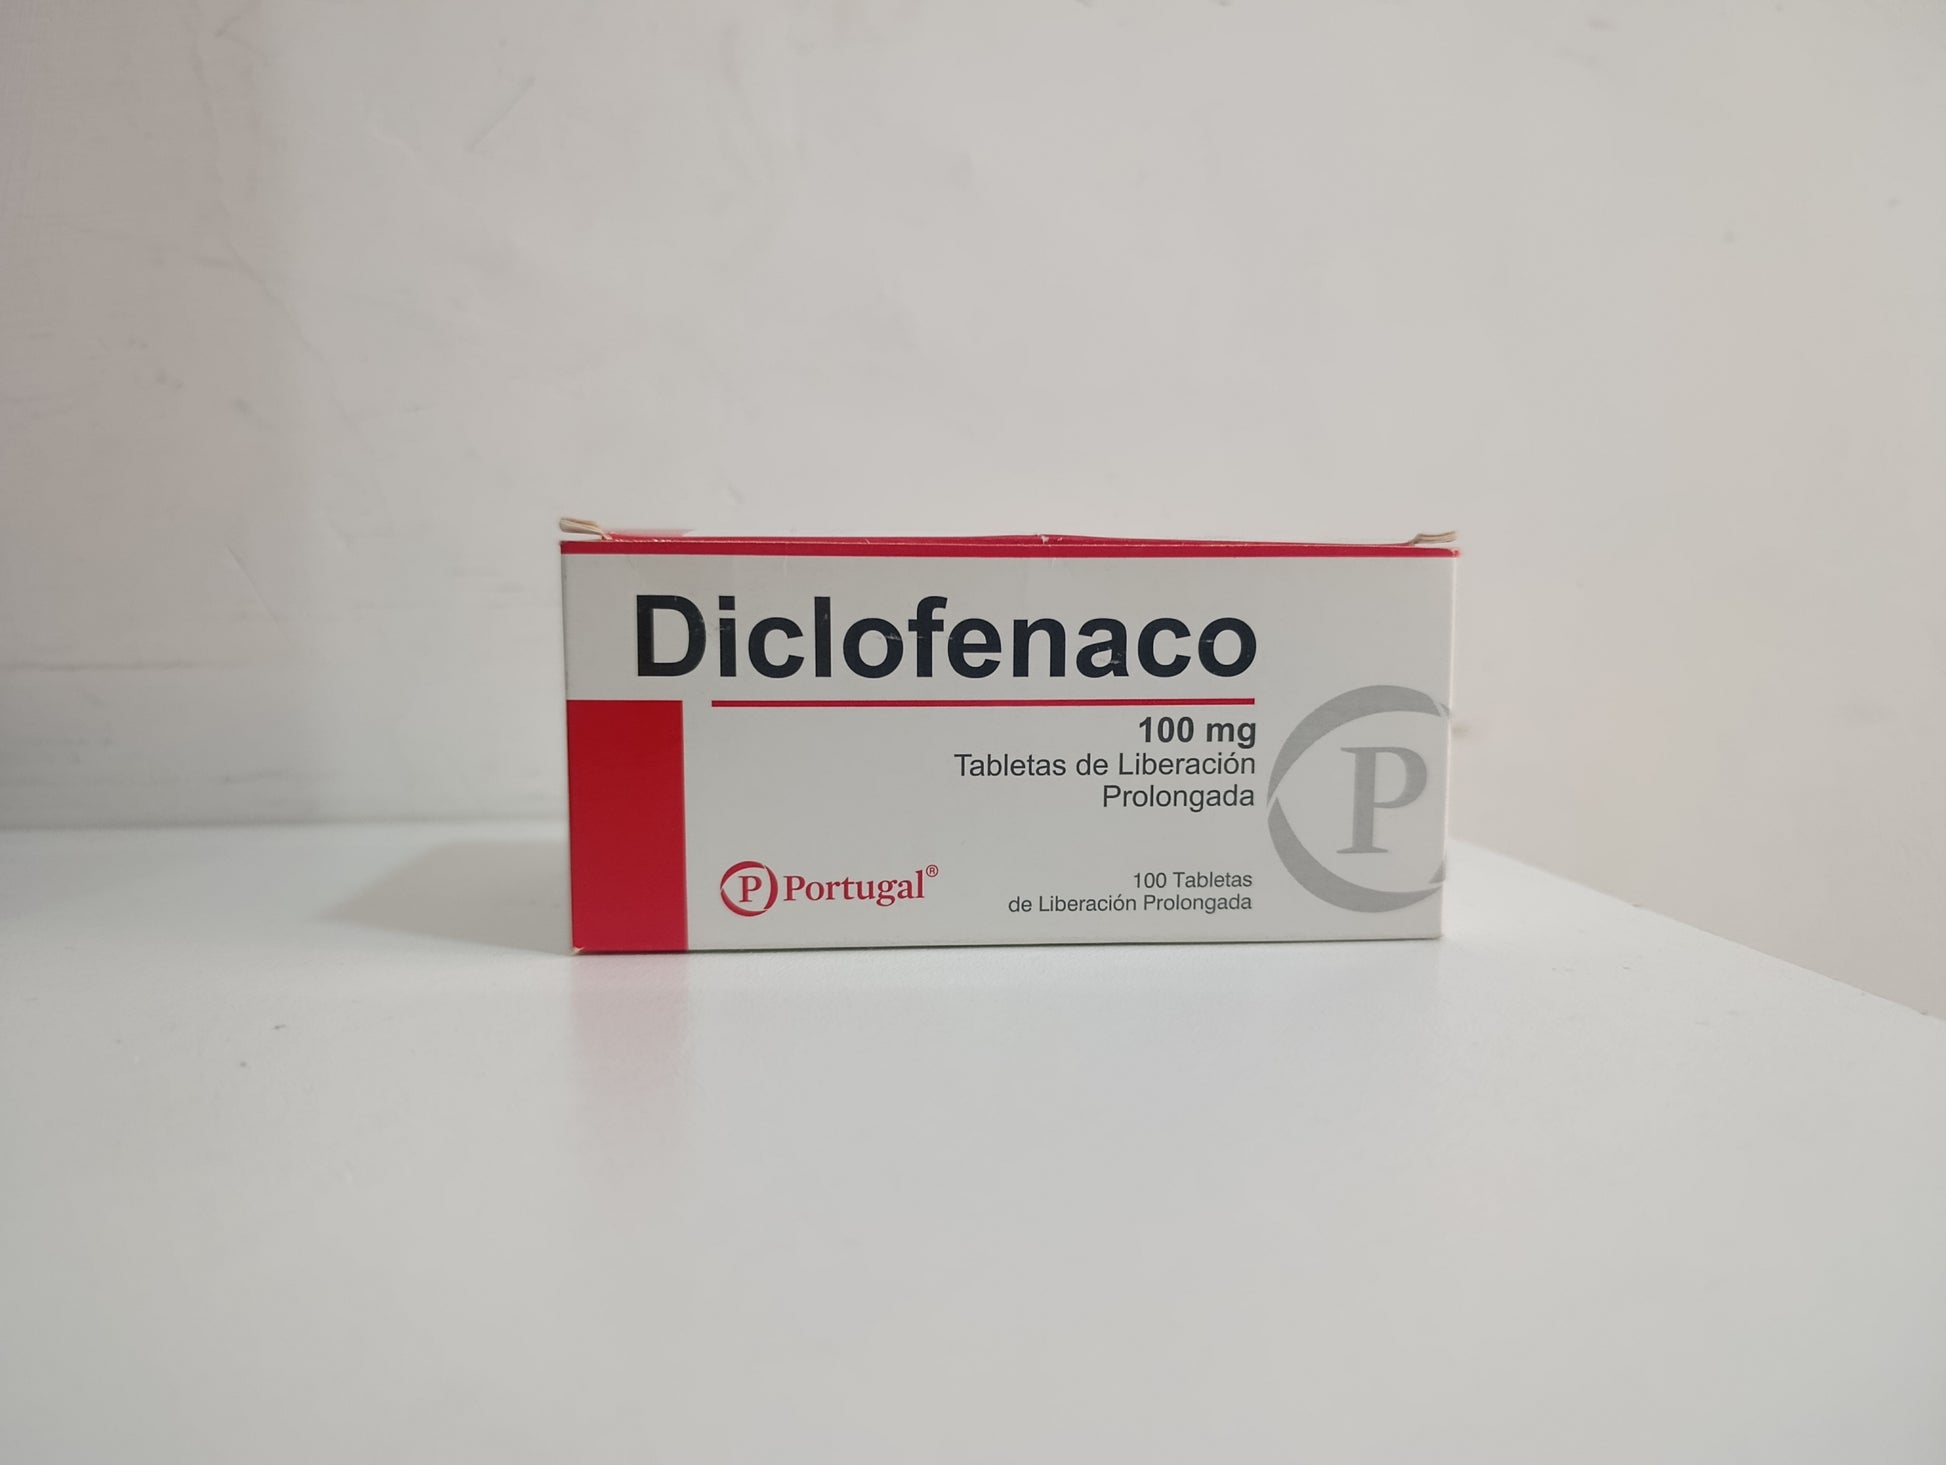 Diclofenaco
100 mg
Tabletas de Liberación
Prolongada
P Portugal®
100 Tabletas
de Liberación Prolongada
P